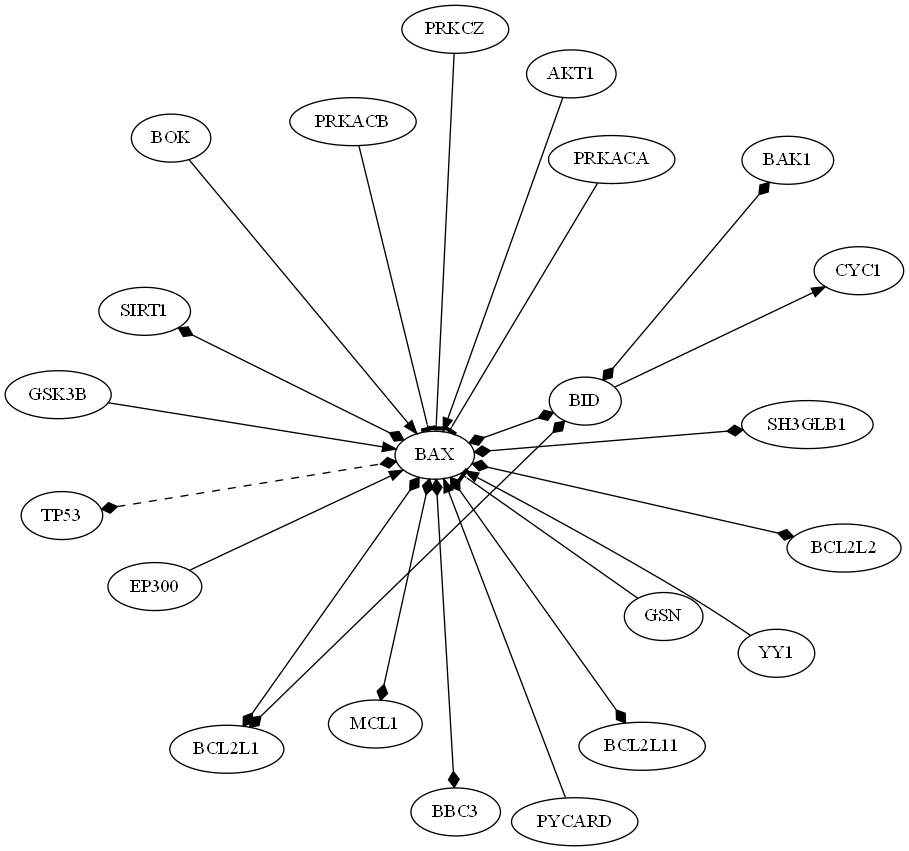 PRKCZ
AKT1
PRKACB
BOK
PRKACA
BAK1
CYC1
SIRT1
GSK3B
BID
SH3GLB1
BAX
TP53
BCL2L2
EP300
GSN
YY1
MCL1
BCL2L11
BCL2L1
BBC3
PYCARD